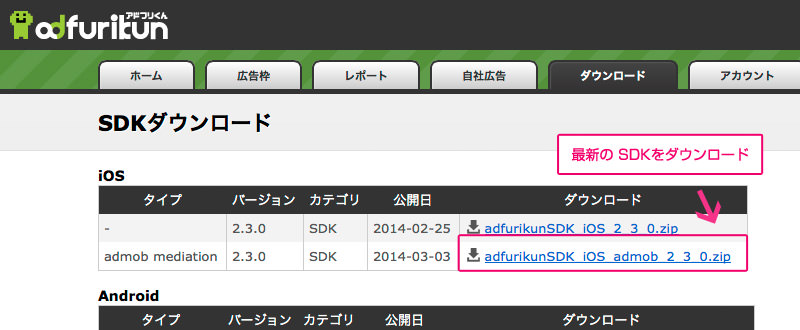 アドフリくん
adfurikun
ホーム
広告枠
レポート
自社広告
ダウンロード
アカウント
SDKダウンロード
最新の SDKをダウンロード
iOS
タイプ バージョン カテゴリ 公開日 ダウンロード
- 2.3.0 SDK 2014-02-25 adfurikunSDK_iOS_2_3_0.zip
admob mediation 2.3.0 SDK 2014-03-03 adfurikunSDK_iOS_admob_2_3_0.zip
Android
タイプ バージョン カテゴリ 公開日 ダウンロード